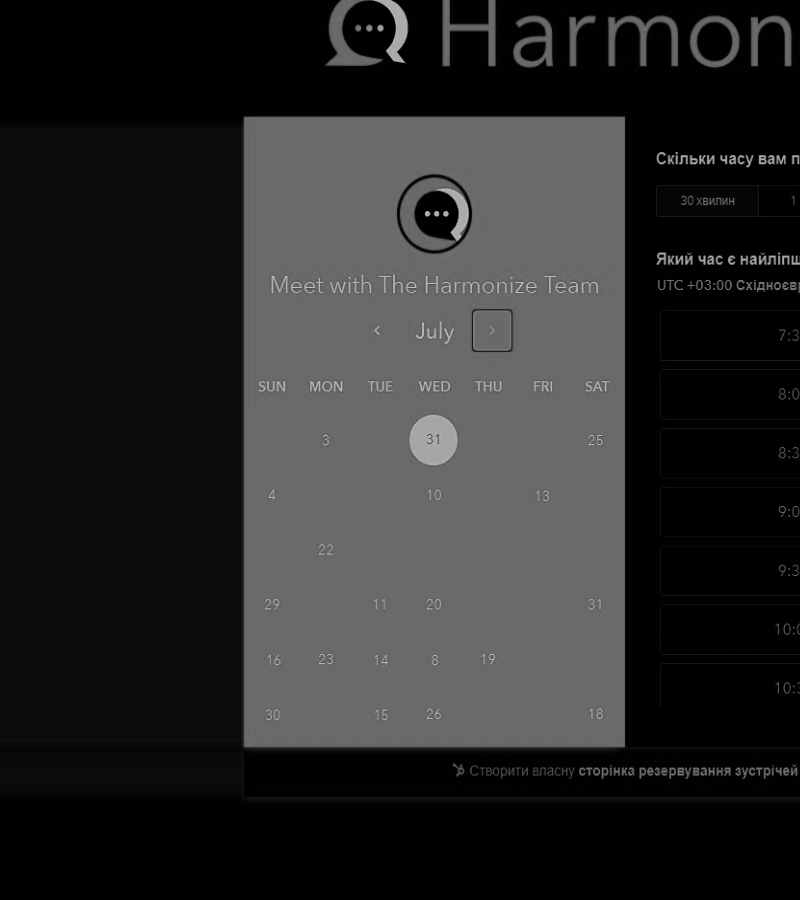 Harmon
Meet with The Harmonize Team
July
SUN MON TUE WED THU FRI SAT
3 31 25
4 10 13
22
29 11 20 31
16 23 14 8 19
30 15 26 18
Скільки часу вам п
30 хвилин 1
Який час є найліпш
UTC +03:00 Східноєвр
7:3
8:0
8:3
9:0
9:3
10:0
10:3
Створити власну сторінка резервування зустрічей